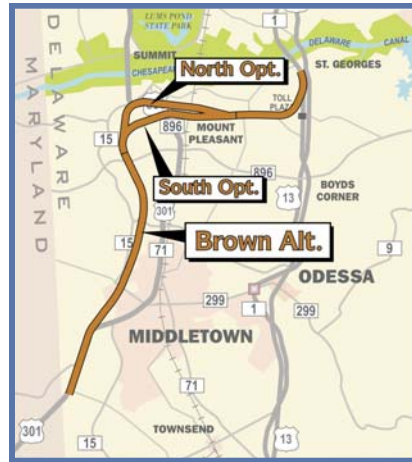 LUMS POND
STATE PARK
1
DELAWARE
MARYLAND
SUMMIT
DELAWARE
CANAL
CHESAPEAKE
ST. GEORGES
North Opt.
TOLL
PLAZ
15
896
MOUNT
PLEASANT
896
South Opt.
13
BOYDS
CORNER
301
15
71
Brown Alt.
9
ODESSA
299
1
299
MIDDLETOWN
71
301
15
TOWNSEND
13